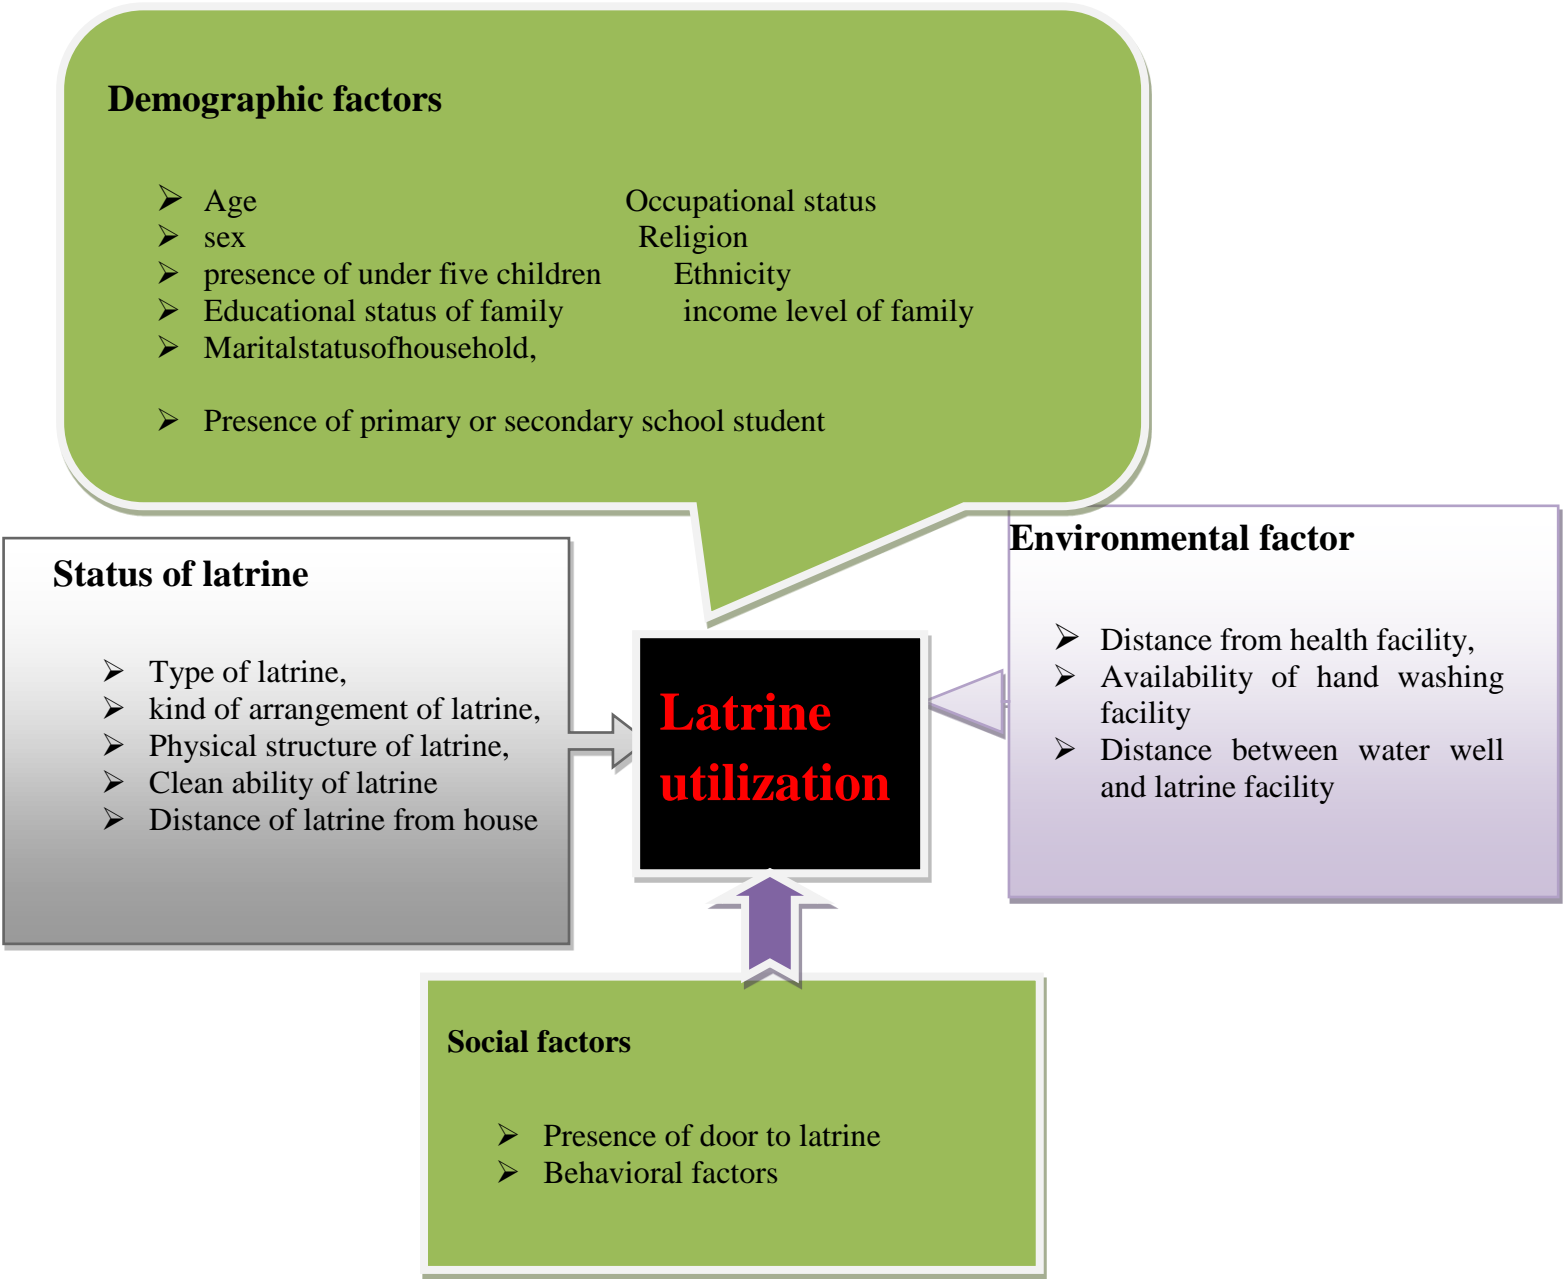 Demographic factors
➢ Age Occupational status
➢ sex Religion
➢ presence of under five children Ethnicity
➢ Educational status of family income level of family
➢ Maritalstatusofhousehold,
➢ Presence of primary or secondary school student
Status of latrine
➢ Type of latrine,
➢ kind of arrangement of latrine,
➢ Physical structure of latrine,
➢ Clean ability of latrine
➢ Distance of latrine from house
Latrine
utilization
Environmental factor
➢ Distance from health facility,
➢ Availability of hand washing
facility
➢ Distance between water well
and latrine facility
Social factors
➢ Presence of door to latrine
➢ Behavioral factors